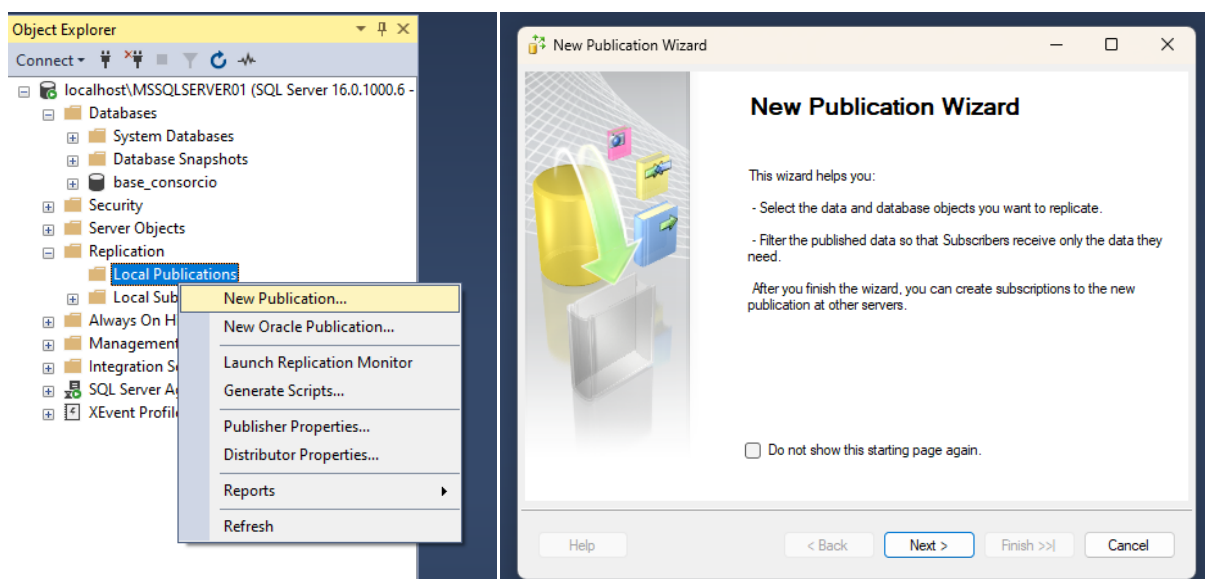 Object Explorer
Connect
localhost\MSSQLSERVER01 (SQL Server 16.0.1000.6 -
Databases
System Databases
Database Snapshots
base_consorcio
Security
Server Objects
Replication
Local Publications
Local Sub
Always On H
Management
Integration S
SQL Server A
XEvent Profil
New Publication...
New Oracle Publication...
Launch Replication Monitor
Generate Scripts...
Publisher Properties...
Distributor Properties...
Reports
Refresh
New Publication Wizard
New Publication Wizard
This wizard helps you:
- Select the data and database objects you want to replicate.
- Filter the published data so that Subscribers receive only the data they
need.
After you finish the wizard, you can create subscriptions to the new
publication at other servers.
Do not show this starting page again.
Help
< Back
Next >
Finish >>|
Cancel